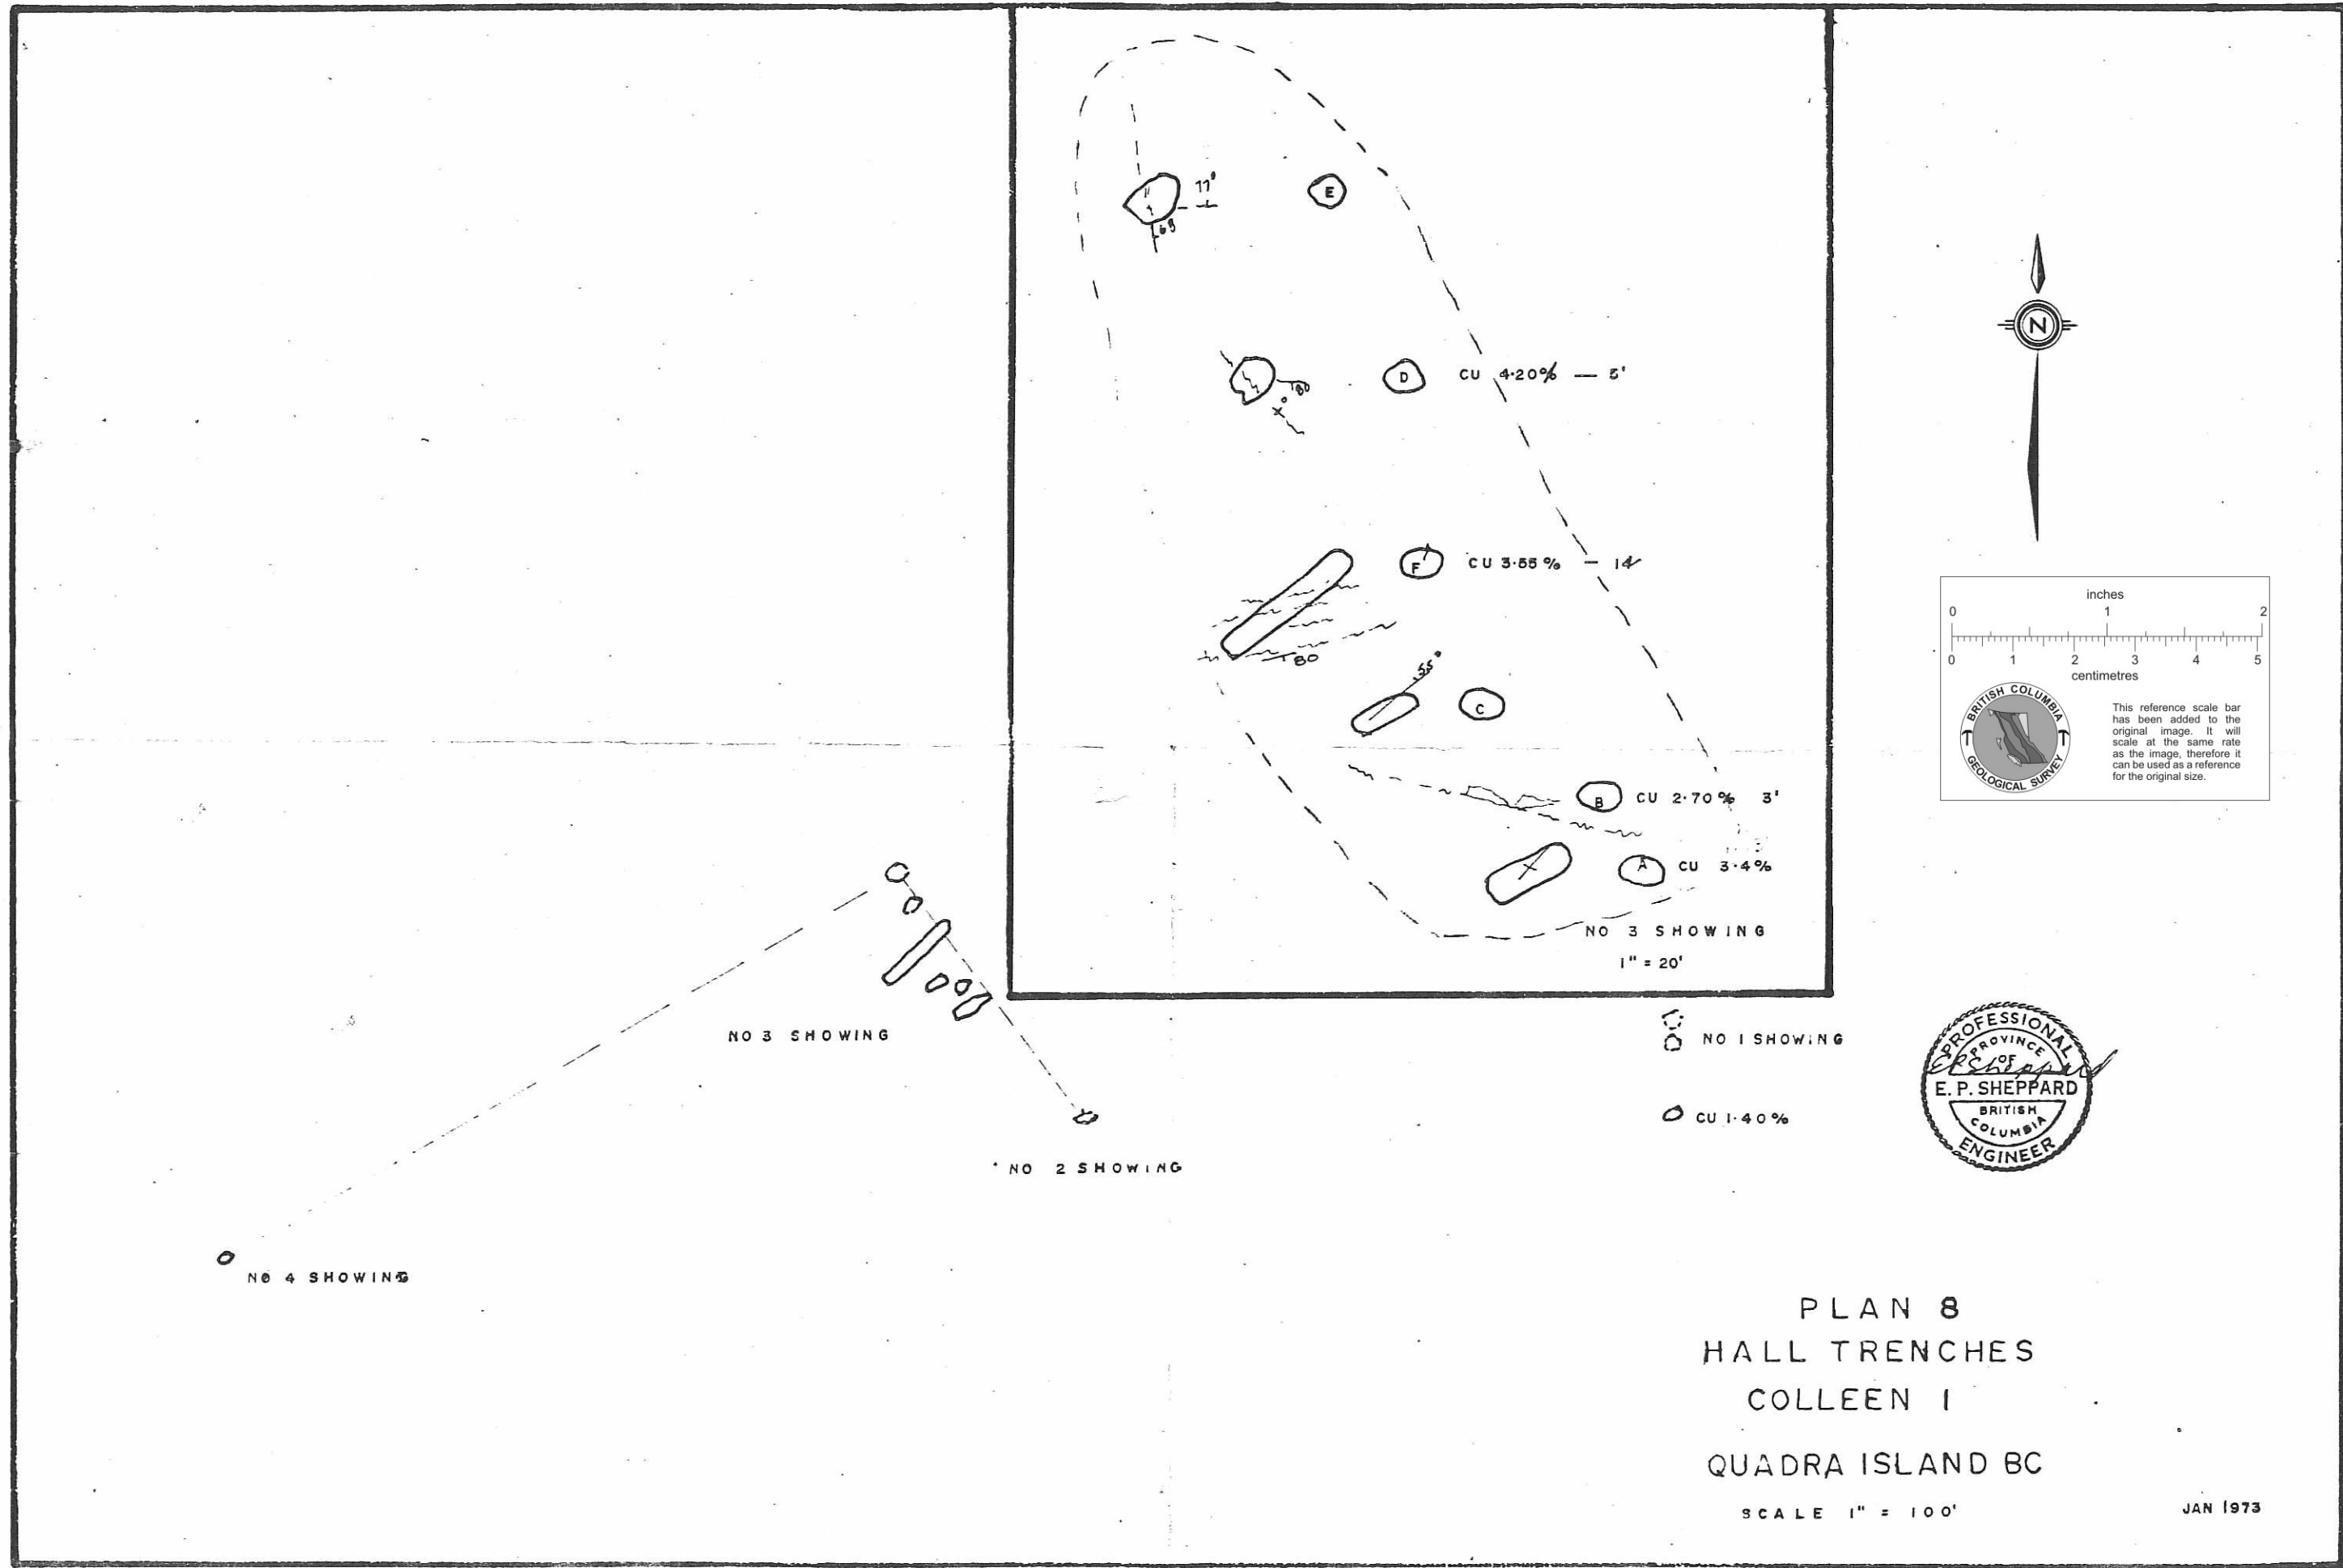 77°
E
65
D
CU 4.20% — 5'
80
F
CU 3.55% — 14'
80
55°
C
B
CU 2.70% 3'
A
CU 3.4%
NO 3 SHOWING
1" = 20'
N
inches
0 1 2
0 1 2 3 4 5
centimetres
BRITISH COLUMBIA
GEOLOGICAL SURVEY
This reference scale bar
has been added to the
original image. It will
scale at the same rate
as the image, therefore it
can be used as a reference
for the original size.
NO 3 SHOWING
NO 1 SHOWING
CU 1.40%
NO 2 SHOWING
NO 4 SHOWING
PROFESSIONAL
PROVINCE
OF
E P Sheppard
E. P. SHEPPARD
BRITISH
COLUMBIA
ENGINEER
PLAN 8
HALL TRENCHES
COLLEEN 1
QUADRA ISLAND BC
SCALE 1" = 100'
JAN 1973